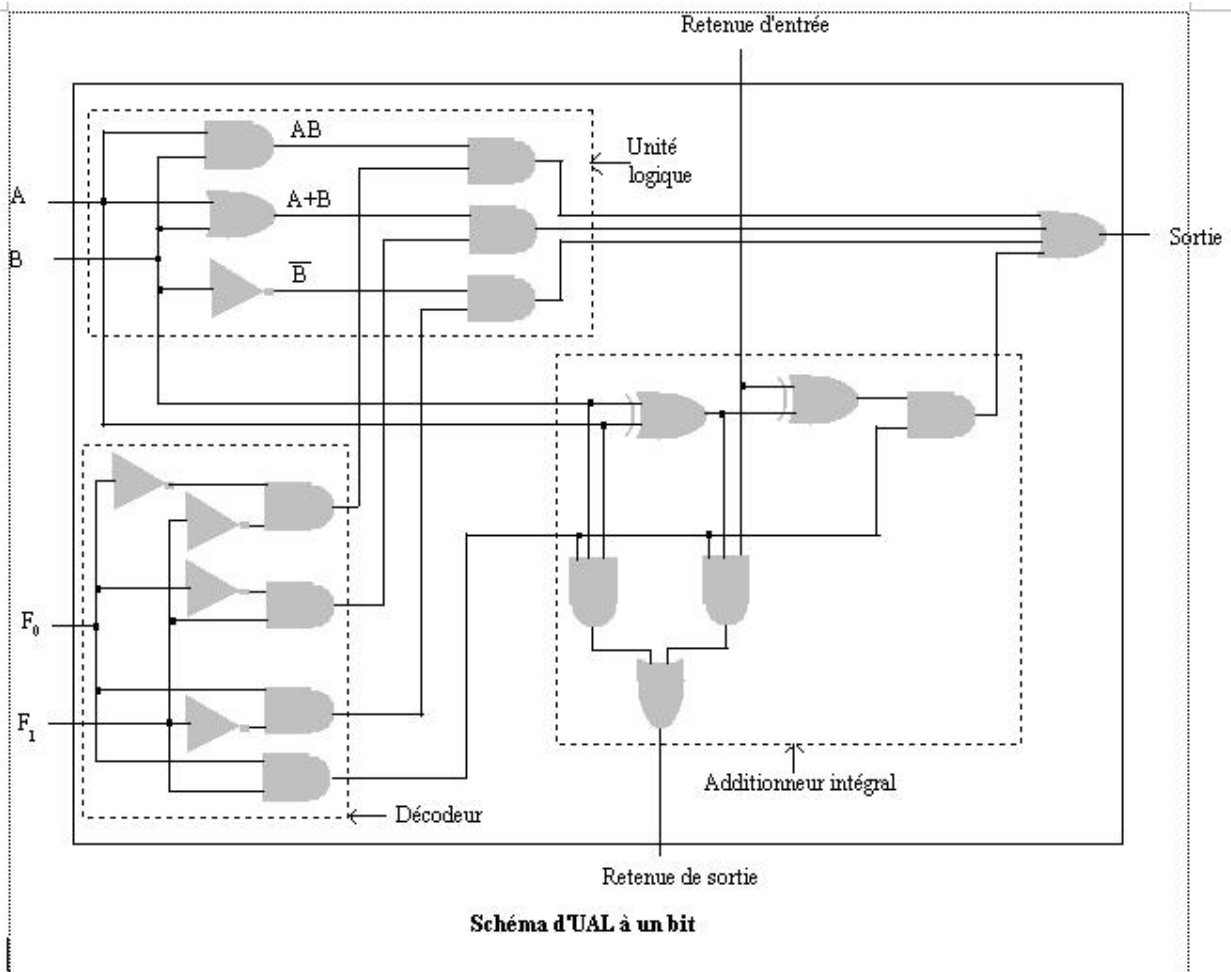 Retenue d'entrée
AB
Unité
logique
A
A+B
Sortie
B
B̅
F₀
F₁
Additionneur intégral
Décodeur
Retenue de sortie
Schéma d'UAL à un bit